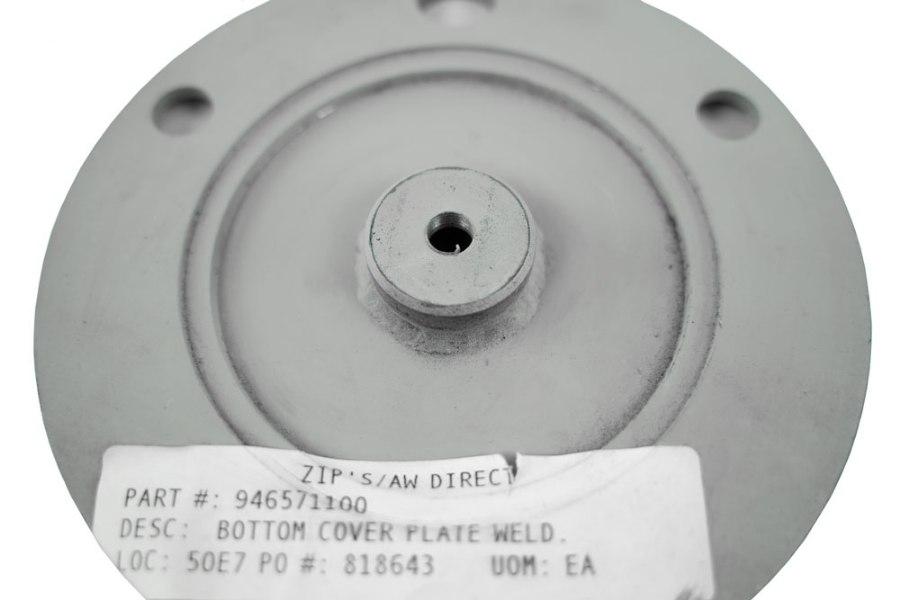 ZIP'S/AW DIRECT
PART #: 946571100
DESC: BOTTOM COVER PLATE WELD.
LOC: 50E7 PO #: 818643 UOM: EA